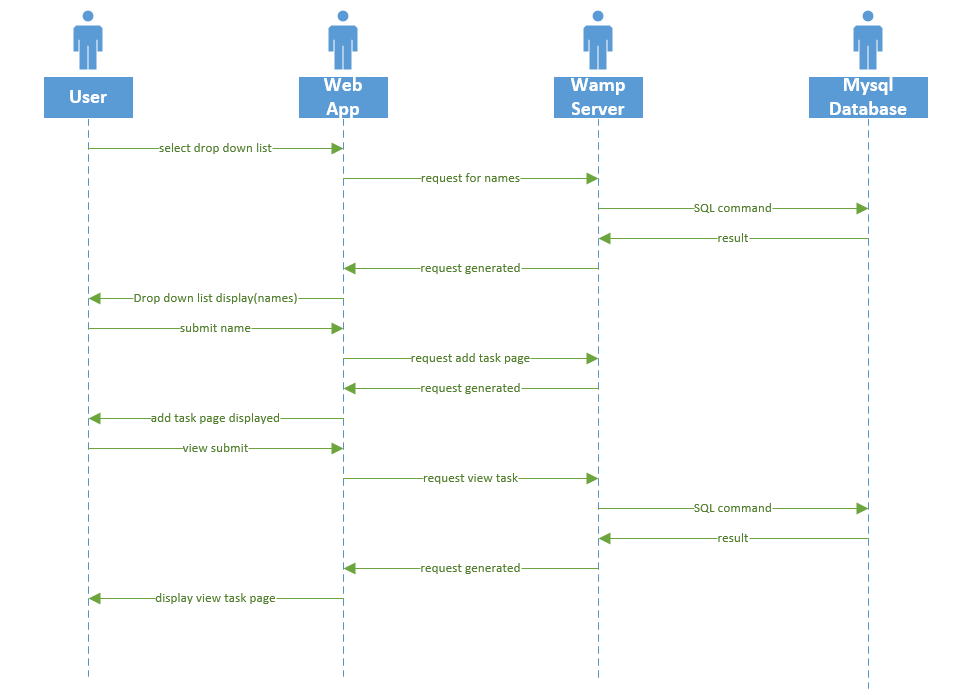 User
Web
App
Wamp
Server
Mysql
Database
select drop down list
request for names
SQL command
result
request generated
Drop down list display(names)
submit name
request add task page
request generated
add task page displayed
view submit
request view task
SQL command
result
request generated
display view task page